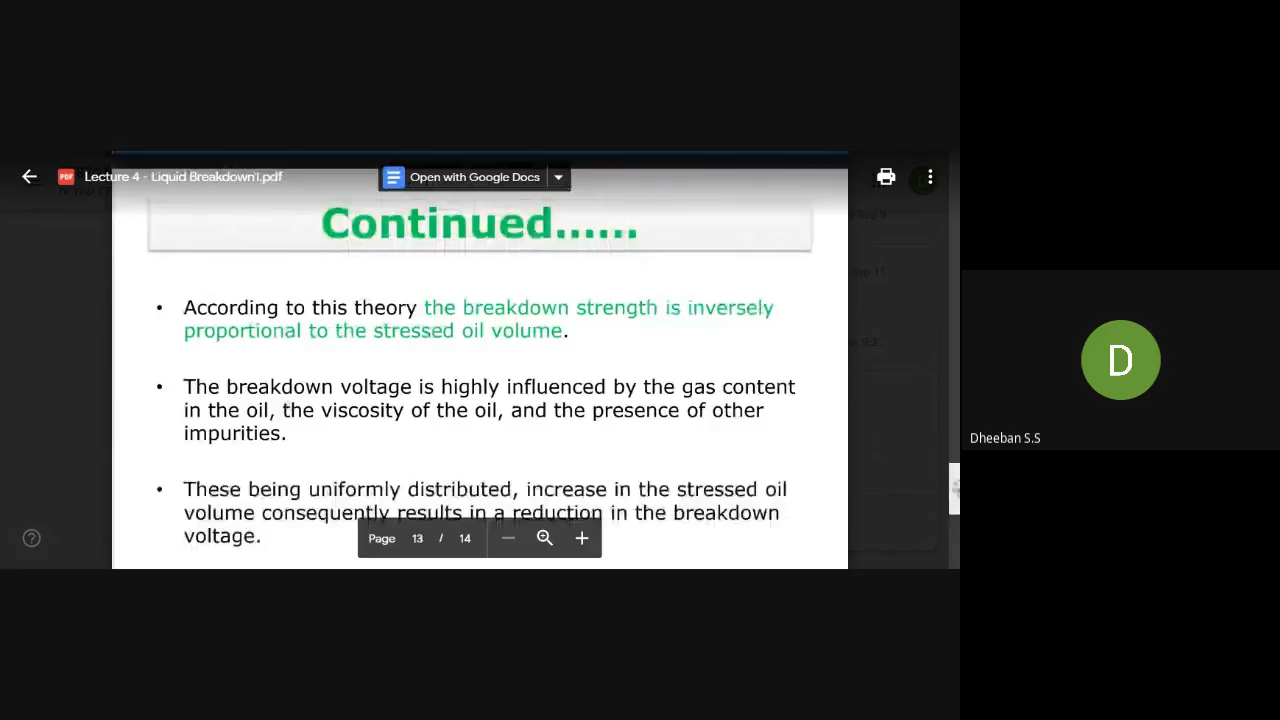 Lecture 4 - Liquid Breakdown1.pdf
Open with Google Docs
Continued......
• According to this theory the breakdown strength is inversely
proportional to the stressed oil volume.
• The breakdown voltage is highly influenced by the gas content
in the oil, the viscosity of the oil, and the presence of other
impurities.
• These being uniformly distributed, increase in the stressed oil
volume consequently results in a reduction in the breakdown
voltage.
Page 13 / 14
D
Dheeban S.S